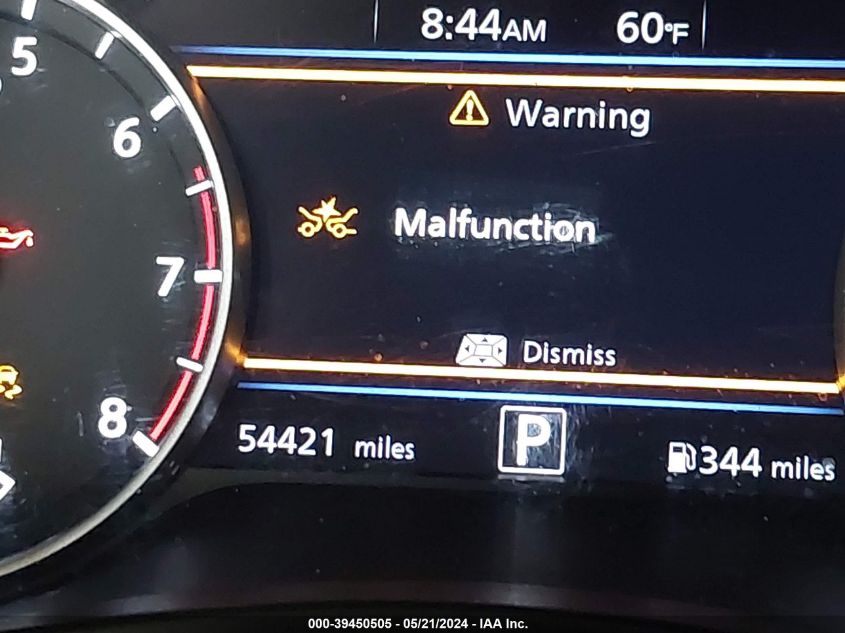 8:44AM 60°F
5
Warning
6
Malfunction
7
Dismiss
8
54421 miles P 344 miles
000-39450505 - 05/21/2024 - IAA Inc.